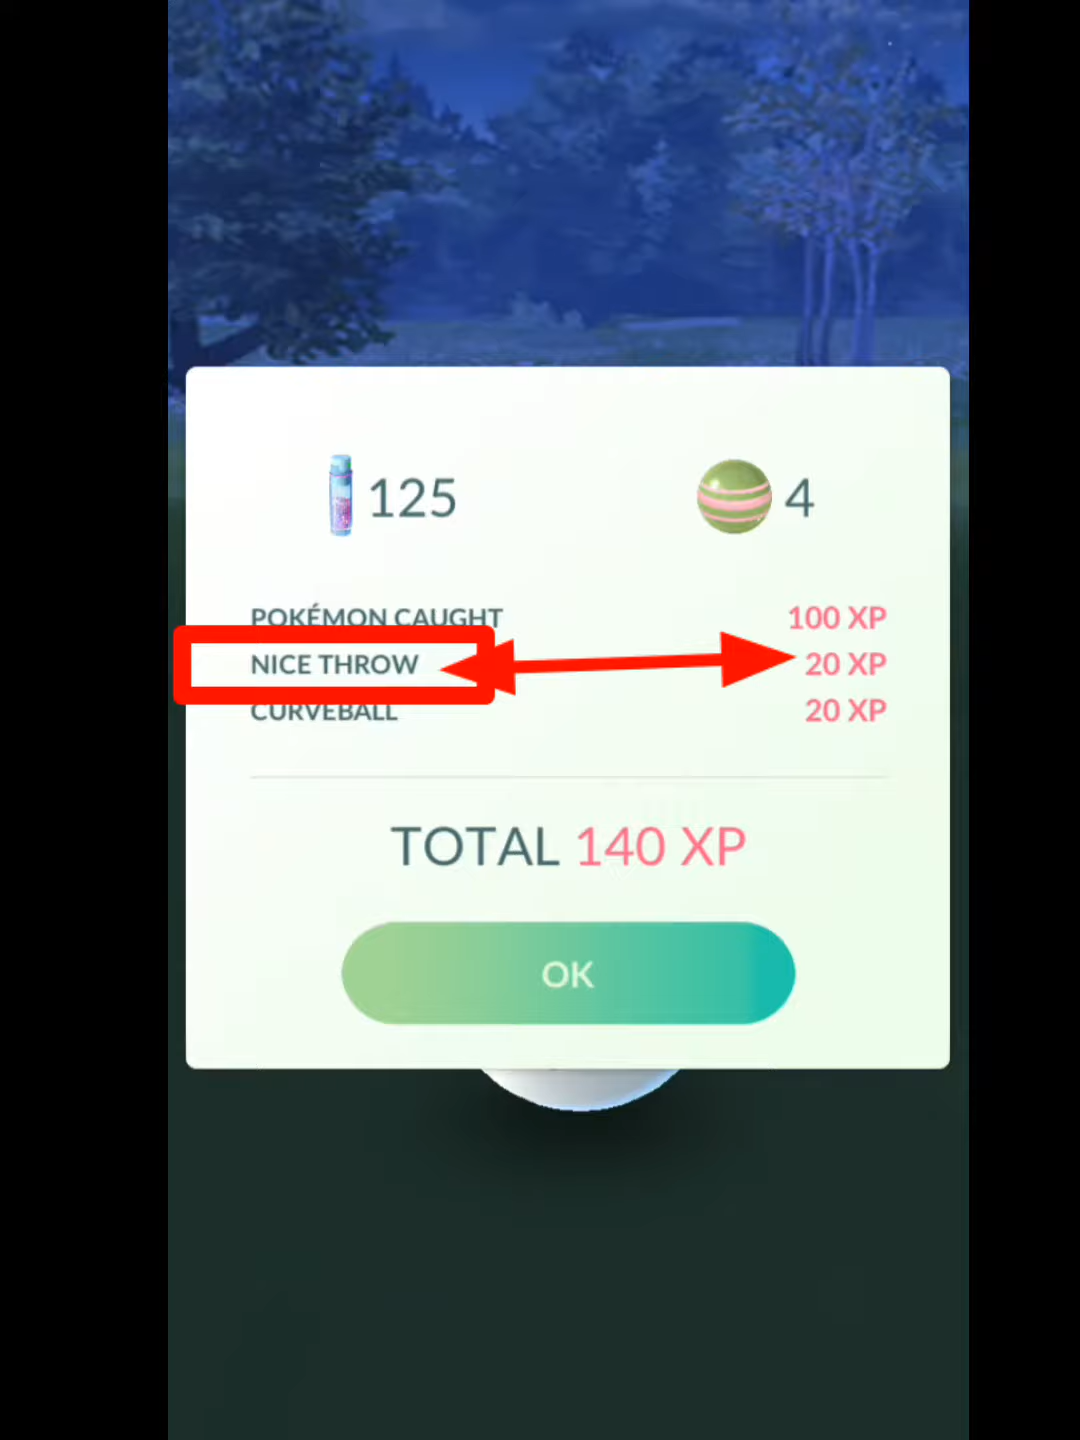 125 4
POKÉMON CAUGHT 100 XP
NICE THROW 20 XP
CURVEBALL 20 XP
TOTAL 140 XP
OK